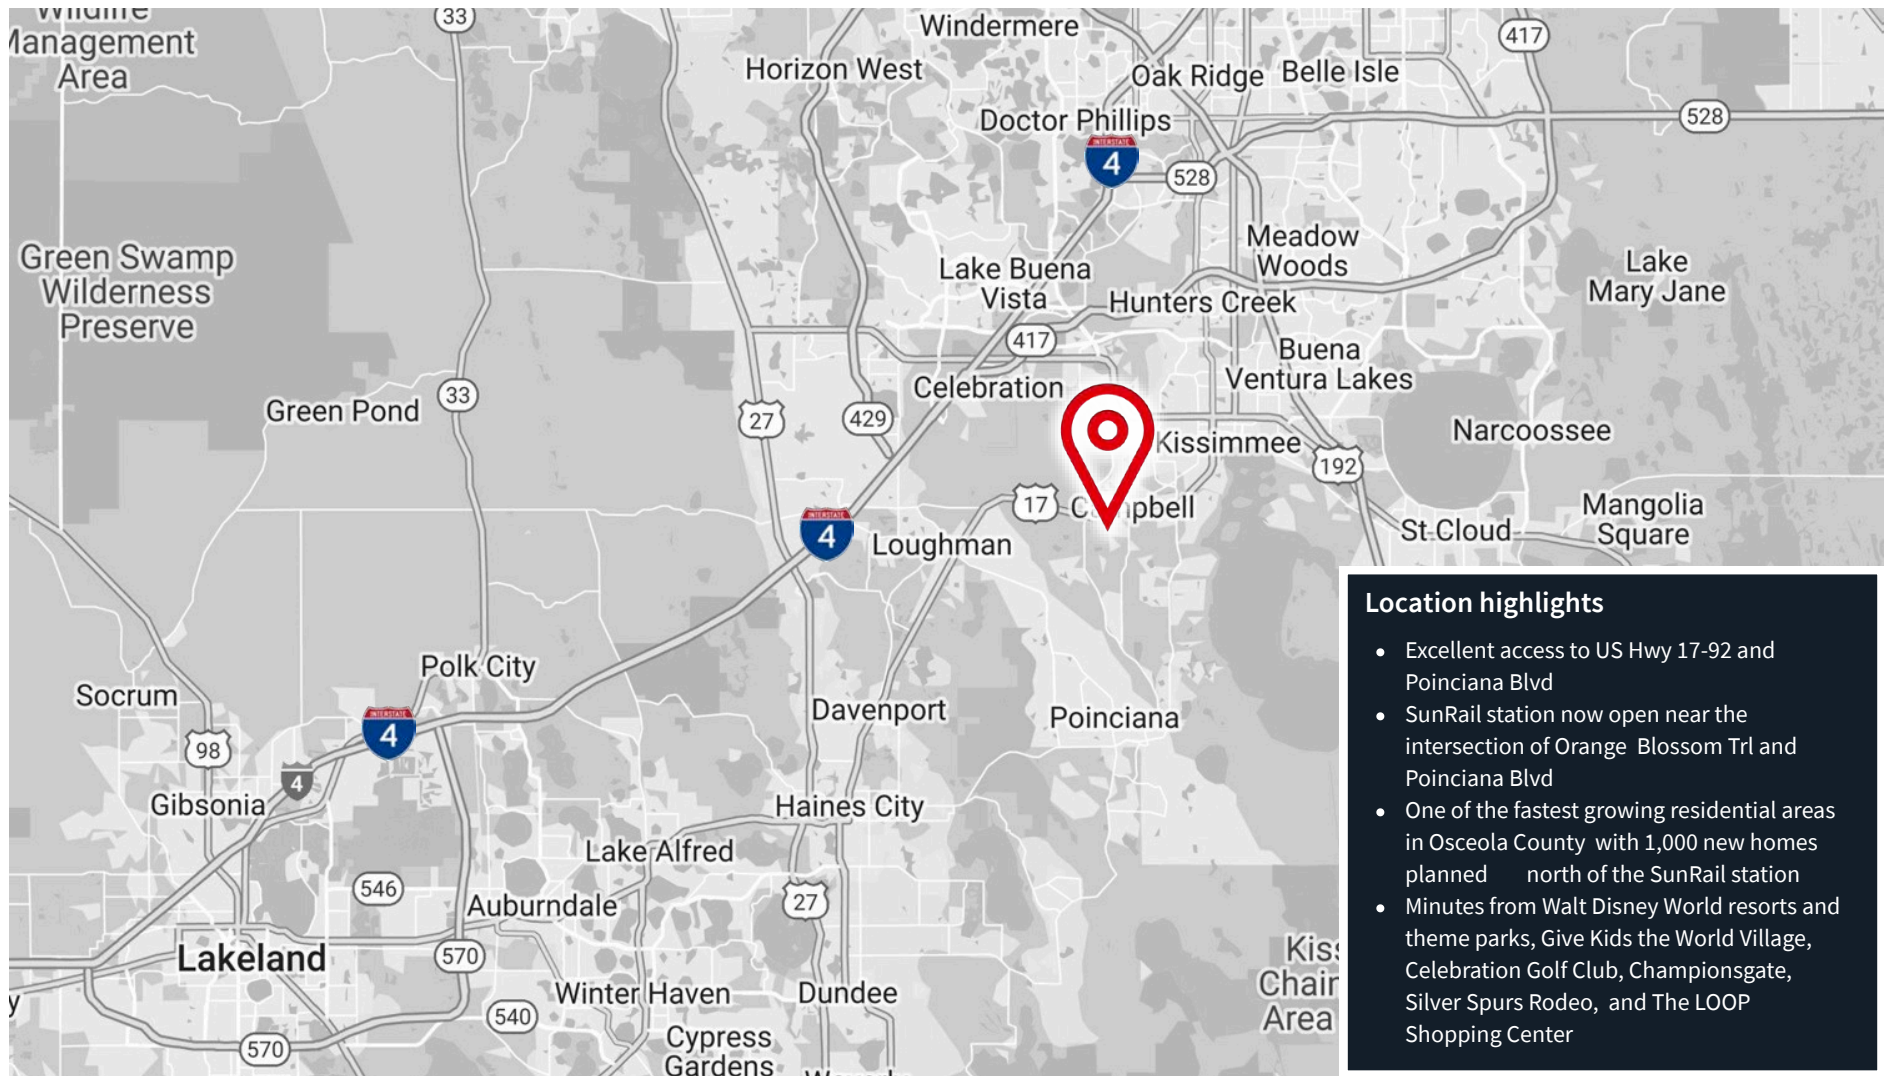 Wildlife
Management
Area
33
Windermere
417
Horizon West
Oak Ridge
Belle Isle
Doctor Phillips
528
INTERSTATE
4
528
Green Swamp
Wilderness
Preserve
Meadow
Woods
Lake Buena
Vista
Lake
Mary Jane
Hunters Creek
417
Buena
Ventura Lakes
Celebration
33
Green Pond
27
429
Kissimmee
Narcoossee
192
17
Campbell
Mangolia
Square
INTERSTATE
4
Loughman
St Cloud
Polk City
Socrum
INTERSTATE
4
98
4
Davenport
Poinciana
Gibsonia
Haines City
Lake Alfred
546
27
Auburndale
Lakeland
570
Winter Haven
Dundee
540
Cypress
Gardens
570
Chain
Area
Location highlights
• Excellent access to US Hwy 17-92 and
Poinciana Blvd
• SunRail station now open near the
intersection of Orange Blossom Trl and
Poinciana Blvd
• One of the fastest growing residential areas
in Osceola County with 1,000 new homes
planned north of the SunRail station
• Minutes from Walt Disney World resorts and
theme parks, Give Kids the World Village,
Celebration Golf Club, Championsgate,
Silver Spurs Rodeo, and The LOOP
Shopping Center